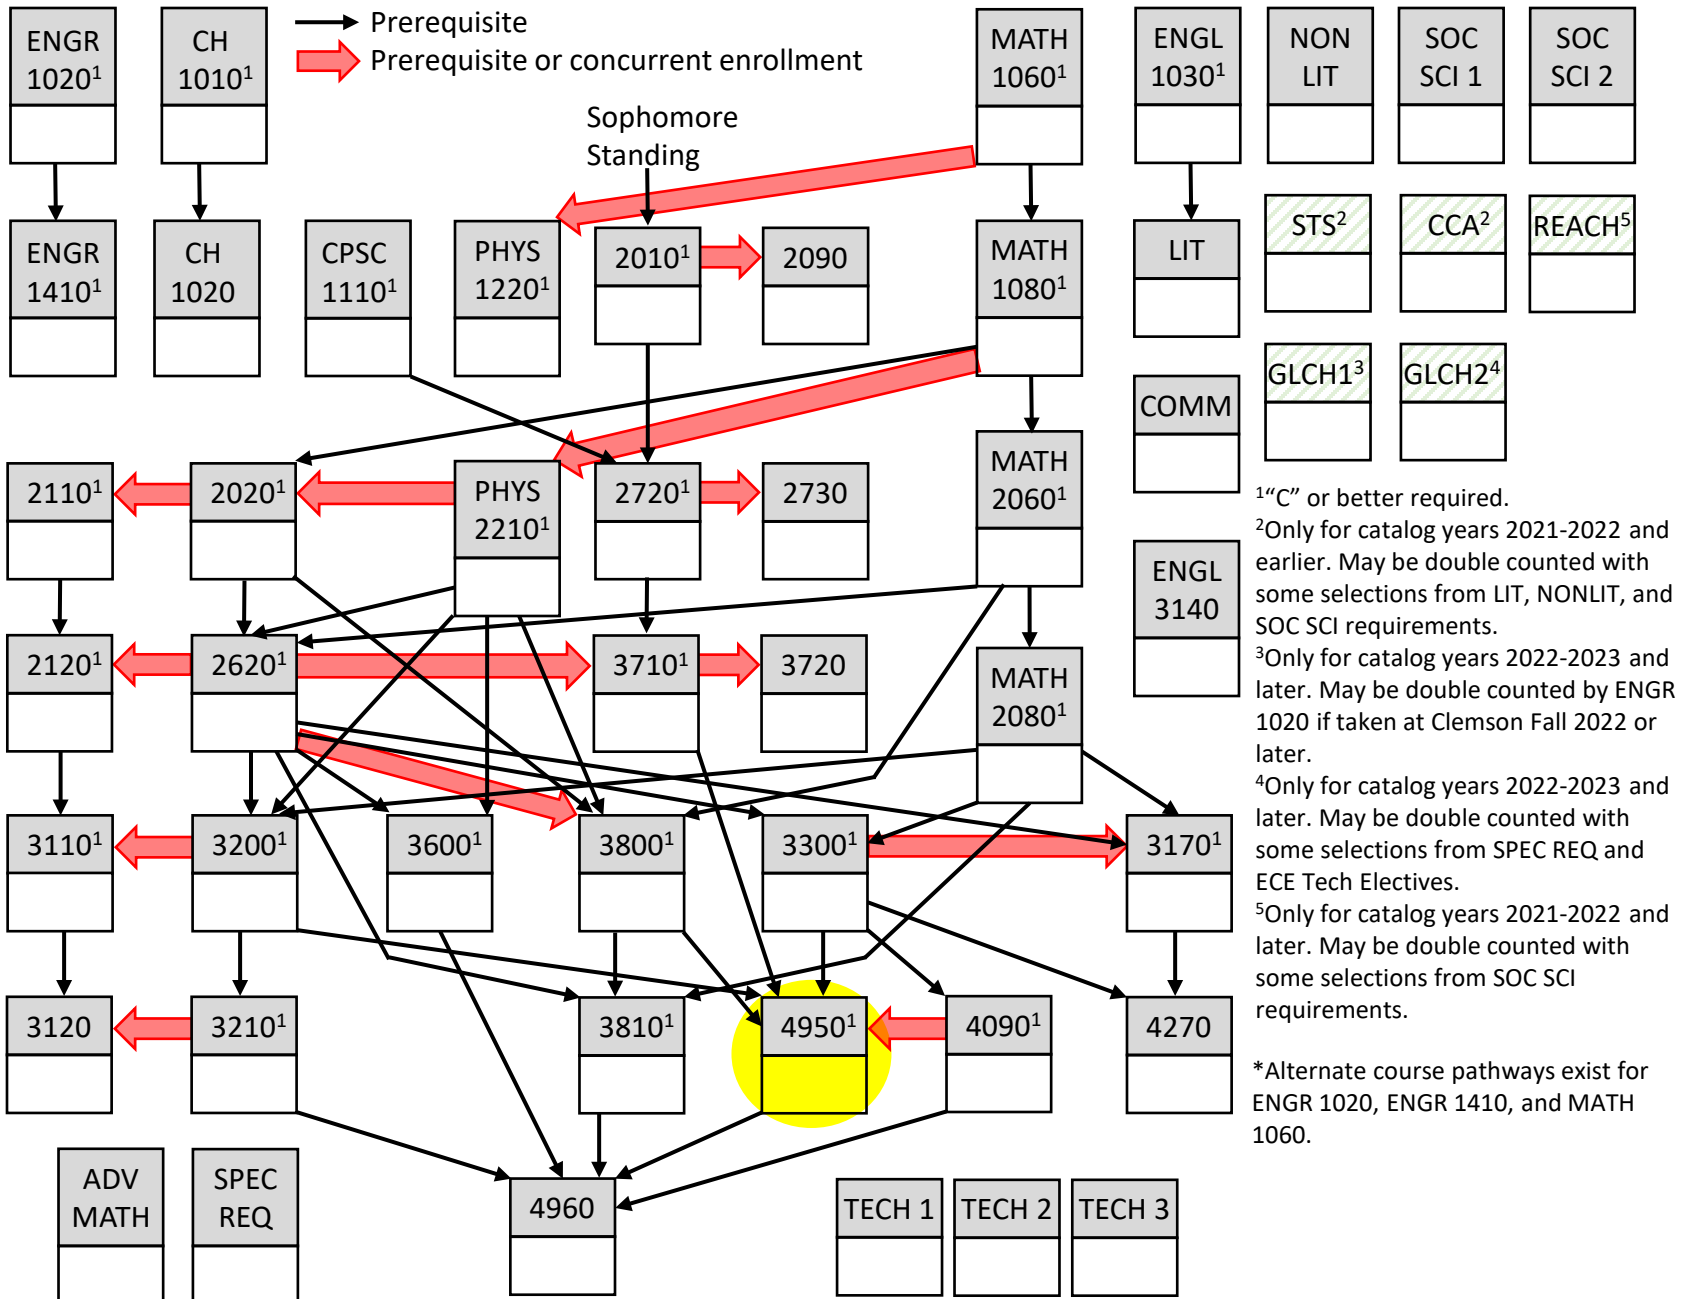 ENGR
1020¹
CH
1010¹
Prerequisite
Prerequisite or concurrent enrollment
MATH
1060¹
ENGL
1030¹
NON
LIT
SOC
SCI 1
SOC
SCI 2
Sophomore
Standing
ENGR
1410¹
CH
1020
CPSC
1110¹
PHYS
1220¹
2010¹
2090
MATH
1080¹
LIT
STS²
CCA²
REACH⁵
GLCH1³
GLCH2⁴
COMM
2110¹
2020¹
PHYS
2210¹
2720¹
2730
MATH
2060¹
ENGL
3140
2120¹
2620¹
3710¹
3720
MATH
2080¹
3110¹
3200¹
3600¹
3800¹
3300¹
3170¹
3120
3210¹
3810¹
4950¹
4090¹
4270
¹“C” or better required.
²Only for catalog years 2021-2022 and
earlier. May be double counted with
some selections from LIT, NONLIT, and
SOC SCI requirements.
³Only for catalog years 2022-2023 and
later. May be double counted by ENGR
1020 if taken at Clemson Fall 2022 or
later.
⁴Only for catalog years 2022-2023 and
later. May be double counted with
some selections from SPEC REQ and
ECE Tech Electives.
⁵Only for catalog years 2021-2022 and
later. May be double counted with
some selections from SOC SCI
requirements.
*Alternate course pathways exist for
ENGR 1020, ENGR 1410, and MATH
1060.
ADV
MATH
SPEC
REQ
4960
TECH 1
TECH 2
TECH 3